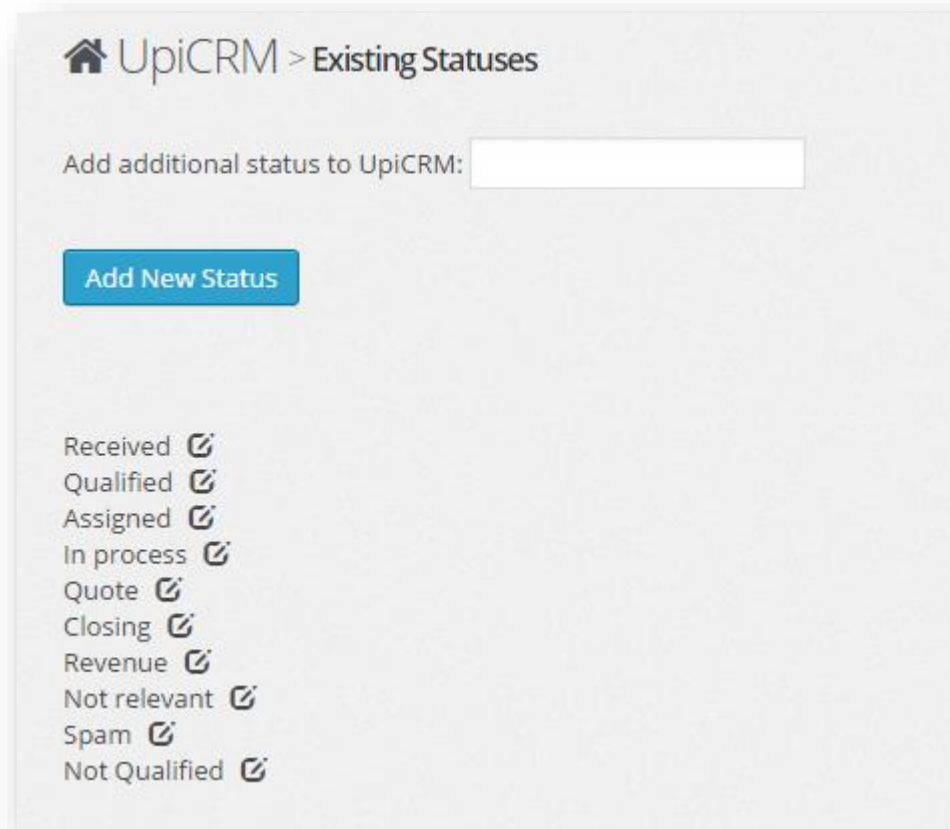 UpiCRM > Existing Statuses
Add additional status to UpiCRM:
Add New Status
Received
Qualified
Assigned
In process
Quote
Closing
Revenue
Not relevant
Spam
Not Qualified